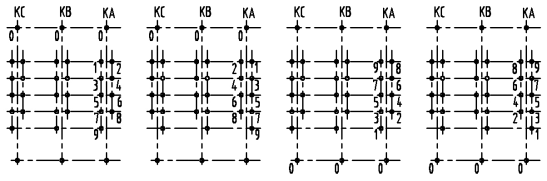 KC KB KA KC KB KA KC KB KA KC KB KA
0 0 0 0 0 0
1 2 2 1 9 8 8 9
3 4 4 3 7 6 6 7
5 6 6 5 5 4 4 5
7 8 8 7 3 2 2 3
9 9 1 1
0 0 0 0 0 0